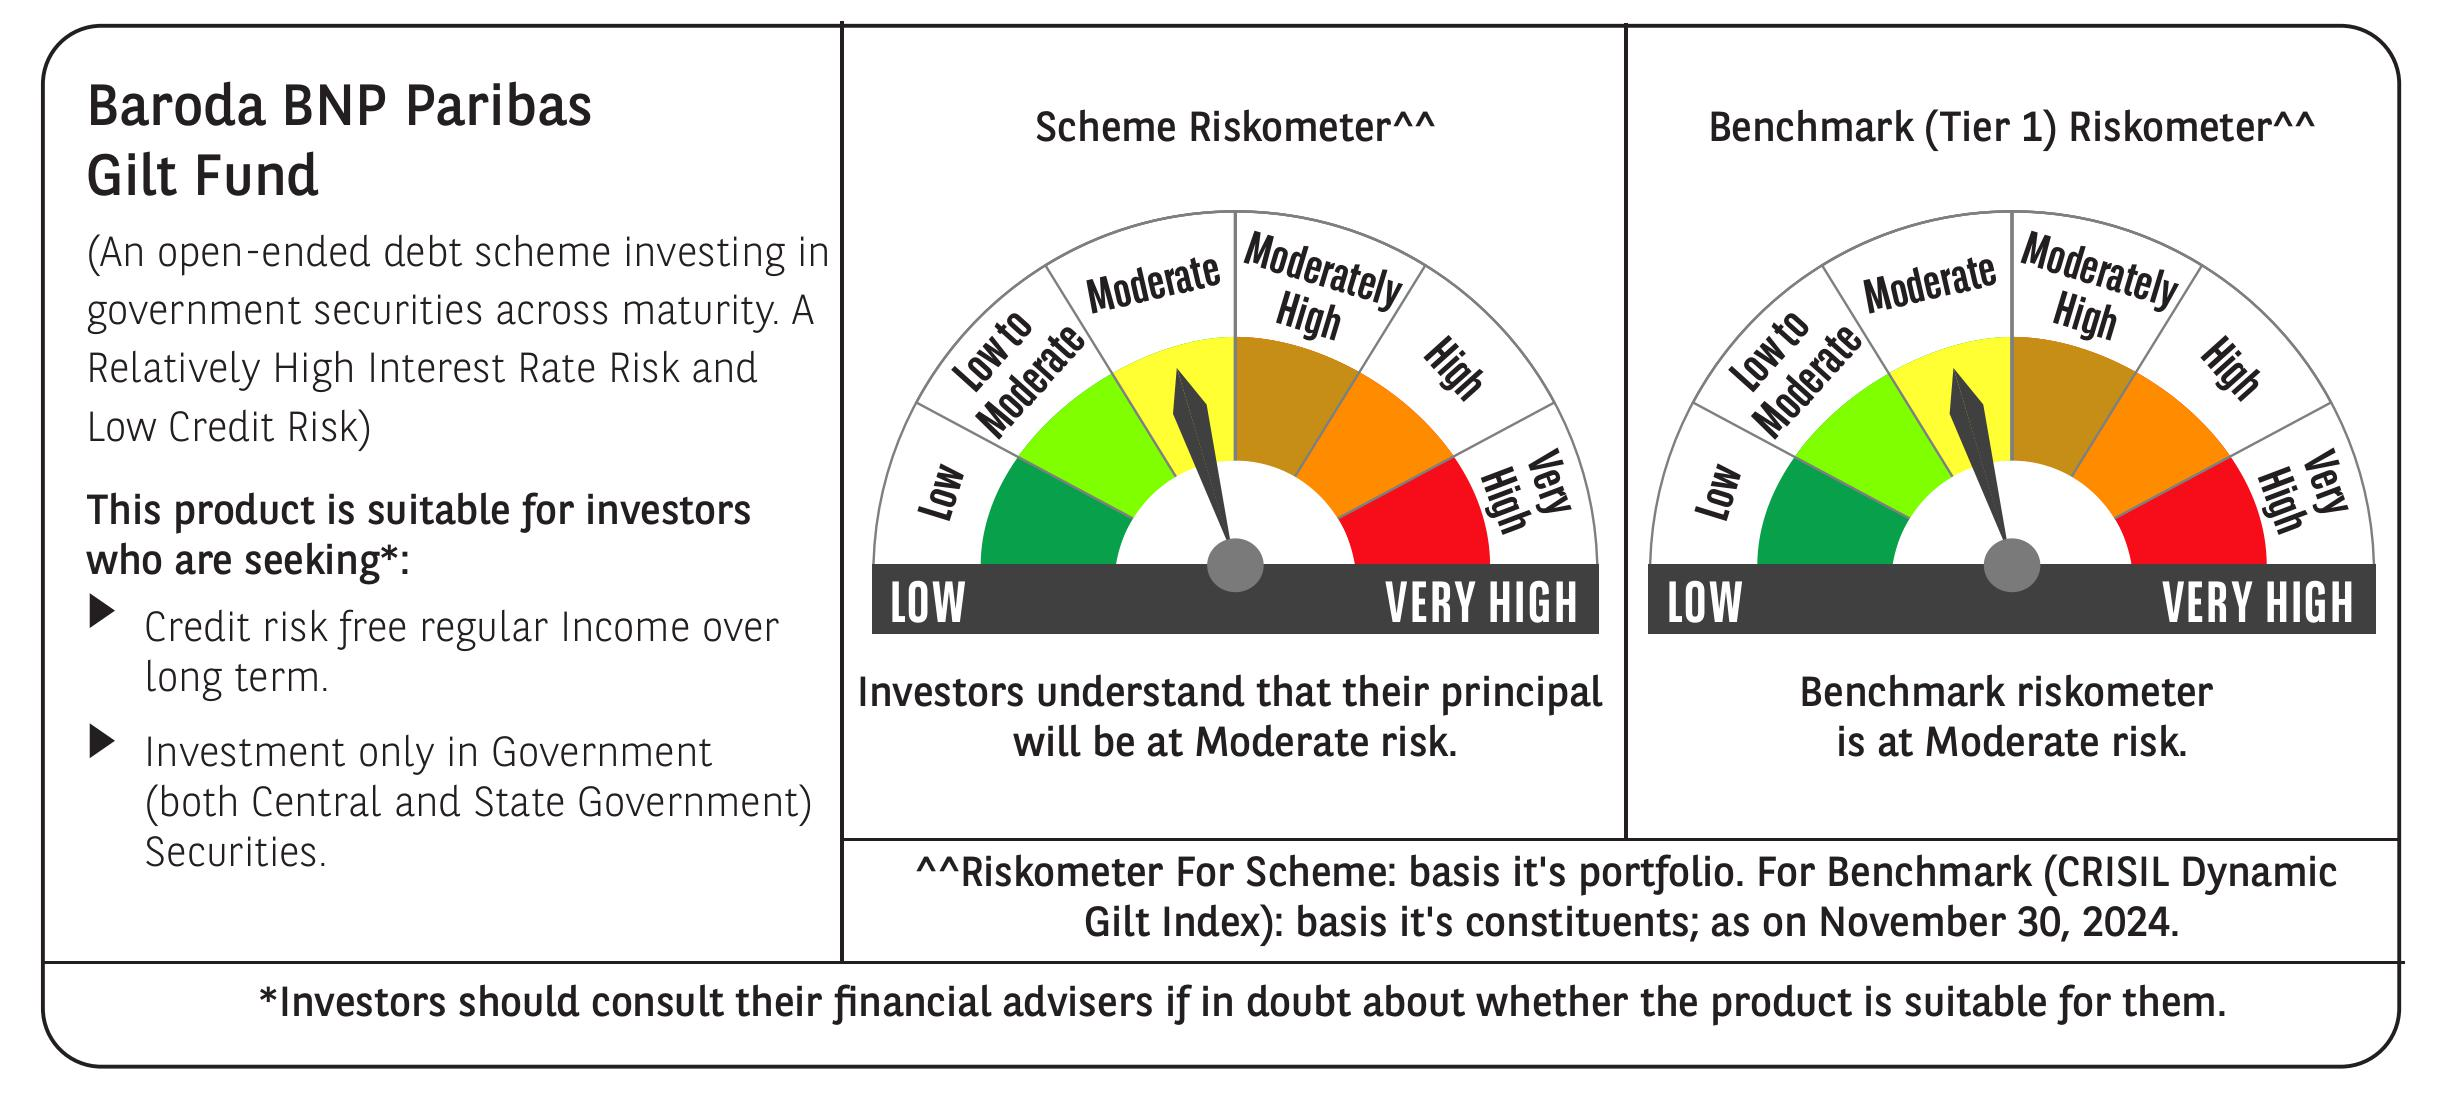 Baroda BNP Paribas
Gilt Fund
(An open-ended debt scheme investing in
government securities across maturity. A
Relatively High Interest Rate Risk and
Low Credit Risk)
This product is suitable for investors
who are seeking*:
Credit risk free regular Income over
long term.
Investment only in Government
(both Central and State Government)
Securities.
Scheme Riskometer^^
Low
Low to
Moderate
Moderate
Moderately
High
High
Very
High
LOW
VERY HIGH
Investors understand that their principal
will be at Moderate risk.
Benchmark (Tier 1) Riskometer^^
Low
Low to
Moderate
Moderate
Moderately
High
High
Very
High
LOW
VERY HIGH
Benchmark riskometer
is at Moderate risk.
^^Riskometer For Scheme: basis it's portfolio. For Benchmark (CRISIL Dynamic
Gilt Index): basis it's constituents; as on November 30, 2024.
*Investors should consult their financial advisers if in doubt about whether the product is suitable for them.